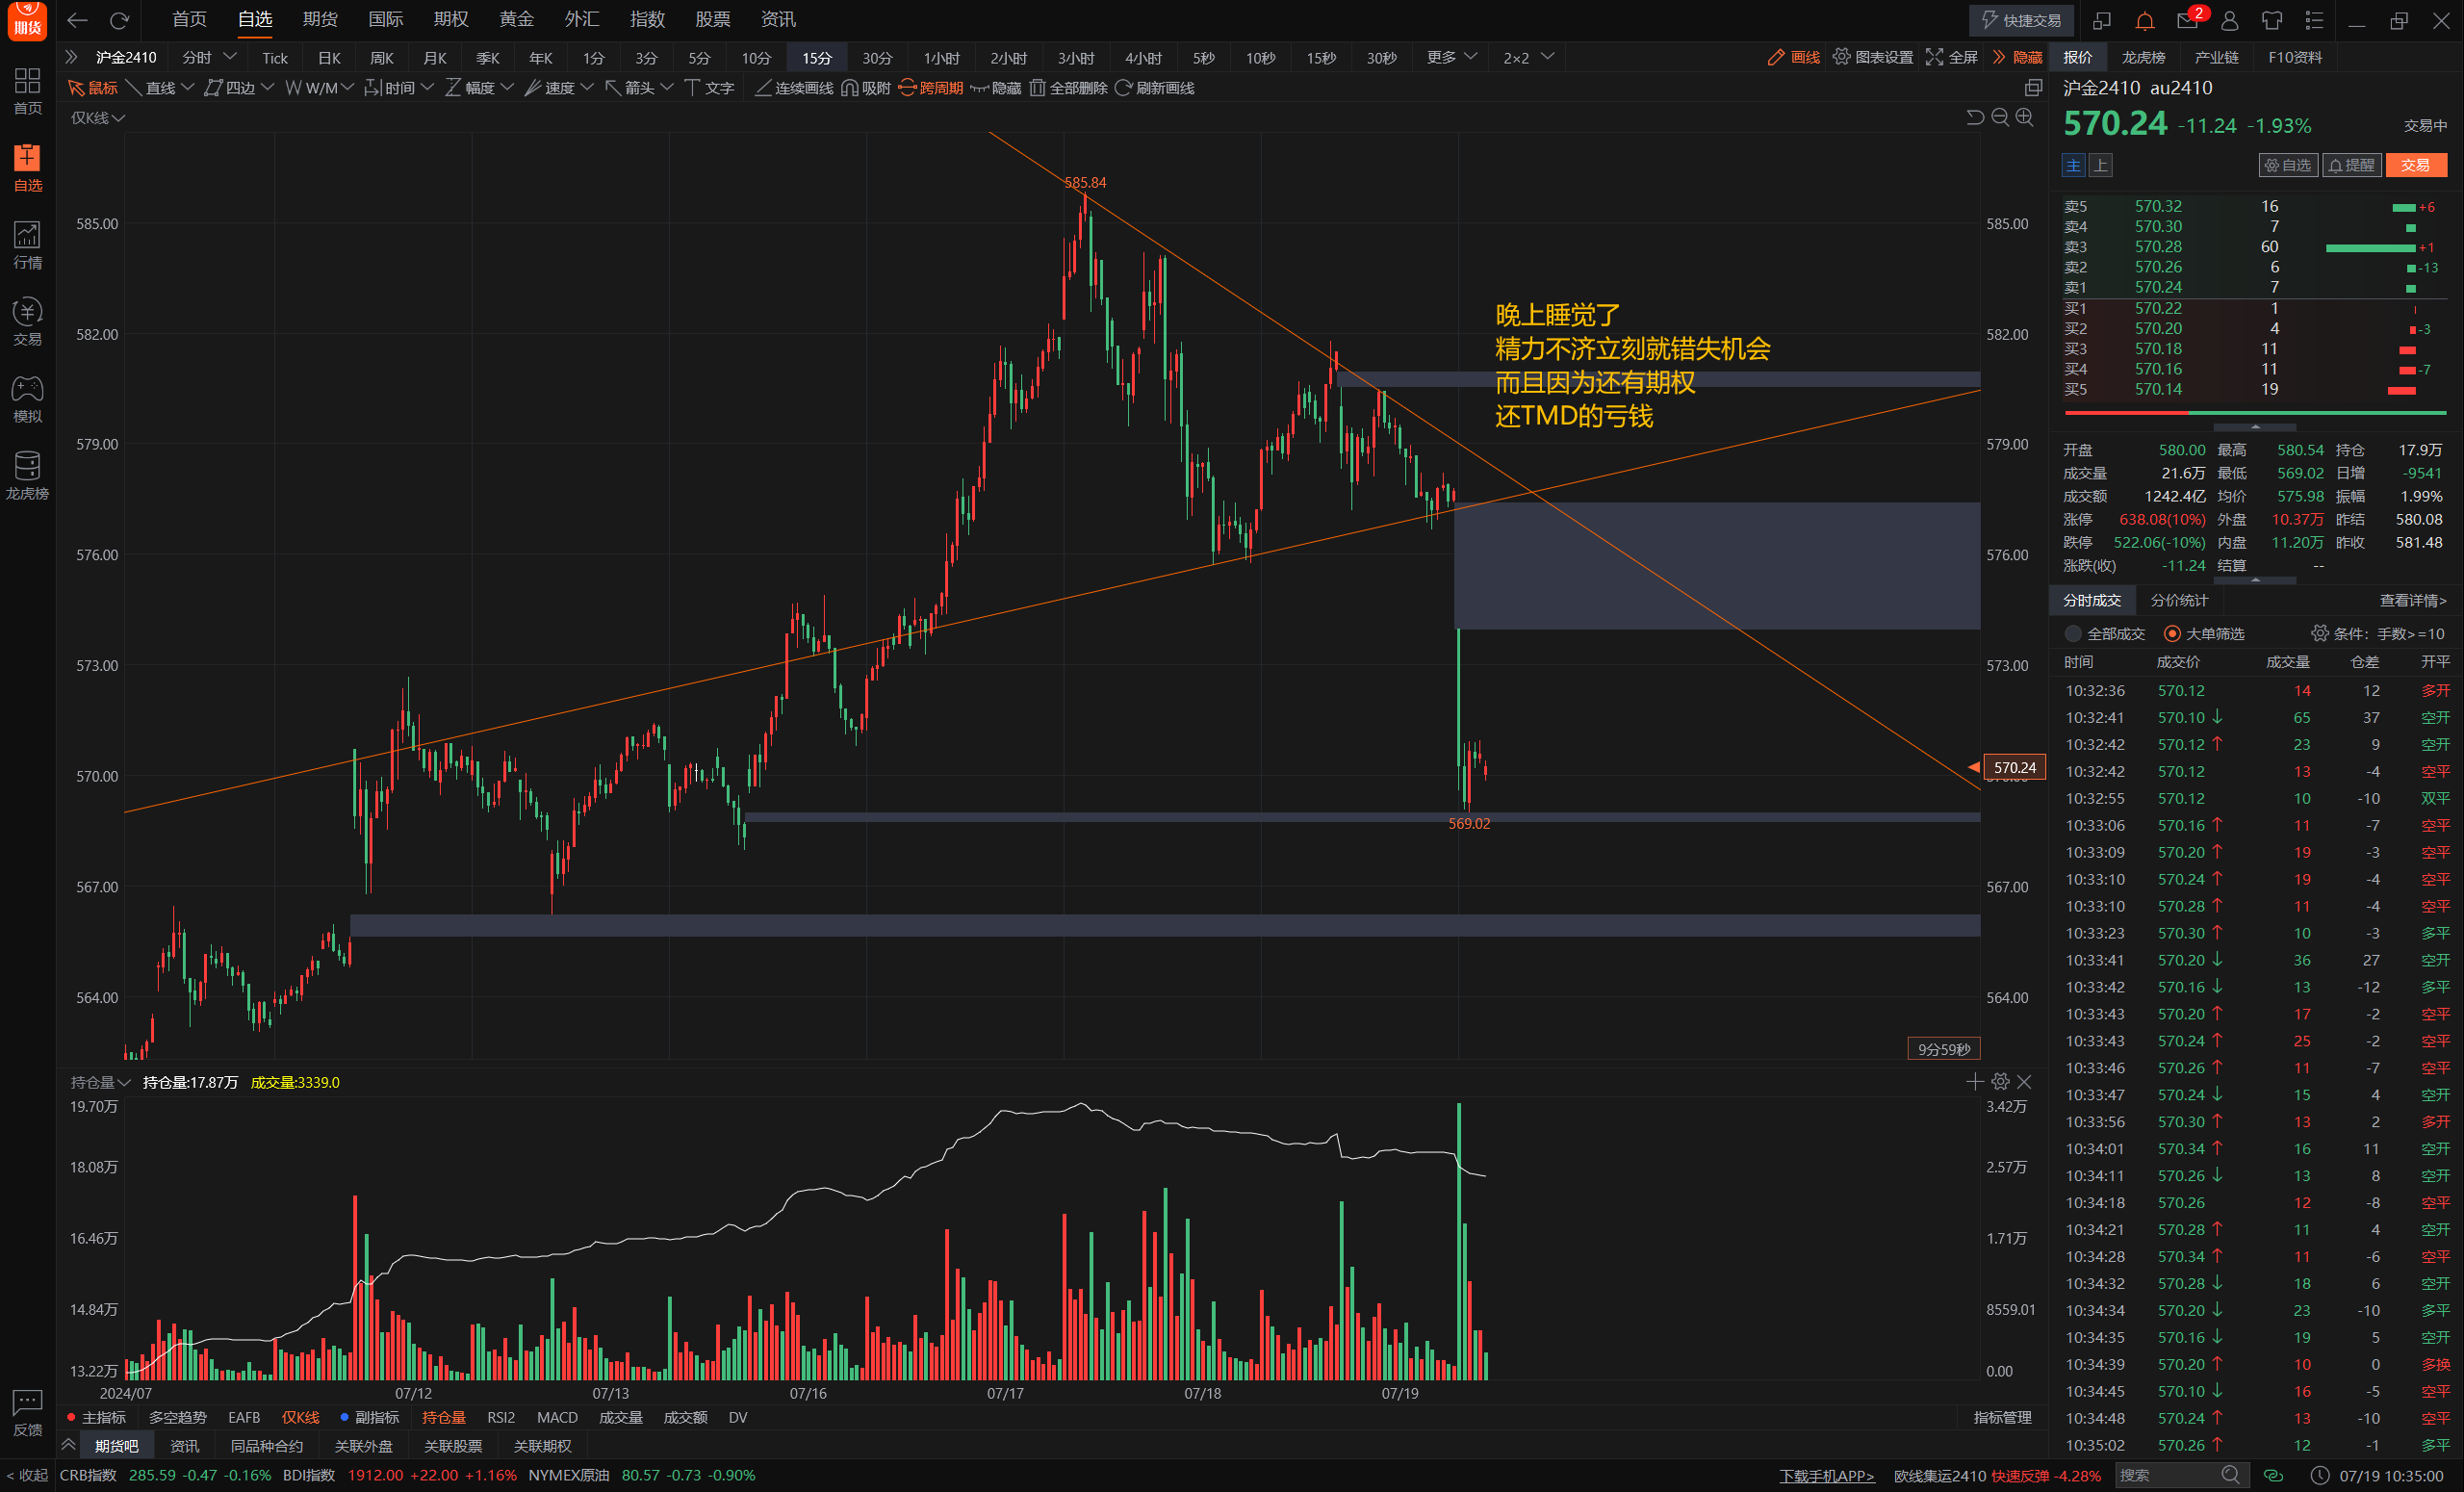 期货
首页 自选 期货 国际 期权 黄金 外汇 指数 股票 资讯
快捷交易 2
沪金2410 分时 Tick 日K 周K 月K 季K 年K 1分 3分 5分 10分 15分 30分 1小时 2小时 3小时 4小时 5秒 10秒 15秒 30秒 更多 2×2
画线 图表设置 全屏 隐藏
鼠标 直线 四边 W/M 时间 幅度 速度 箭头 文字 连续画线 吸附 跨周期 隐藏 全部删除 刷新画线
首页
自选
行情
交易
模拟
龙虎榜
反馈
< 收起
仅K线
585.84
585.00 585.00
582.00 582.00
579.00 579.00
576.00 576.00
573.00 573.00
570.00
567.00 567.00
564.00 564.00
晚上睡觉了
精力不济立刻就错失机会
而且因为还有期权
还TMD的亏钱
570.24
569.02
9分59秒
持仓量 持仓量:17.87万 成交量:3339.0
19.70万 3.42万
18.08万 2.57万
16.46万 1.71万
14.84万 8559.01
13.22万 0.00
2024/07 07/12 07/13 07/16 07/17 07/18 07/19
主指标 多空趋势 EAFB 仅K线 副指标 持仓量 RSI2 MACD 成交量 成交额 DV 指标管理
期货吧 资讯 同品种合约 关联外盘 关联股票 关联期权
报价 龙虎榜 产业链 F10资料
沪金2410 au2410
570.24 -11.24 -1.93% 交易中
主 上 自选 提醒 交易
卖5 570.32 16 +6
卖4 570.30 7
卖3 570.28 60 +1
卖2 570.26 6 -13
卖1 570.24 7
买1 570.22 1
买2 570.20 4 -3
买3 570.18 11
买4 570.16 11 -7
买5 570.14 19
开盘 580.00 最高 580.54 持仓 17.9万
成交量 21.6万 最低 569.02 日增 -9541
成交额 1242.4亿 均价 575.98 振幅 1.99%
涨停 638.08(10%) 外盘 10.37万 昨结 580.08
跌停 522.06(-10%) 内盘 11.20万 昨收 581.48
涨跌(收) -11.24 结算 --
分时成交 分价统计 查看详情>
全部成交 大单筛选 条件：手数>=10
时间 成交价 成交量 仓差 开平
10:32:36 570.12 14 12 多开
10:32:41 570.10 ↓ 65 37 空开
10:32:42 570.12 ↑ 23 9 空开
10:32:42 570.12 13 -4 空平
10:32:55 570.12 10 -10 双平
10:33:06 570.16 ↑ 11 -7 空平
10:33:09 570.20 ↑ 19 -3 空平
10:33:10 570.24 ↑ 19 -4 空平
10:33:10 570.28 ↑ 11 -4 空平
10:33:23 570.30 ↑ 10 -3 多平
10:33:41 570.20 ↓ 36 27 空开
10:33:42 570.16 ↓ 13 -12 多平
10:33:43 570.20 ↑ 17 -2 空平
10:33:43 570.24 ↑ 25 -2 空平
10:33:46 570.26 ↑ 11 -7 空平
10:33:47 570.24 ↓ 15 4 空开
10:33:56 570.30 ↑ 13 2 多开
10:34:01 570.34 ↑ 16 11 空开
10:34:11 570.26 ↓ 13 8 空开
10:34:18 570.26 12 -8 空平
10:34:21 570.28 ↑ 11 4 空开
10:34:28 570.34 ↑ 11 -6 空平
10:34:32 570.28 ↓ 18 6 空开
10:34:34 570.20 ↓ 23 -10 多平
10:34:35 570.16 ↓ 19 5 空开
10:34:39 570.20 ↑ 10 0 多换
10:34:45 570.10 ↓ 16 -5 空平
10:34:48 570.24 ↑ 13 -10 空平
10:35:02 570.26 ↑ 12 -1 多平
CRB指数 285.59 -0.47 -0.16% BDI指数 1912.00 +22.00 +1.16% NYMEX原油 80.57 -0.73 -0.90%
下载手机APP> 欧线集运2410 快速反弹 -4.28% 搜索 07/19 10:35:00